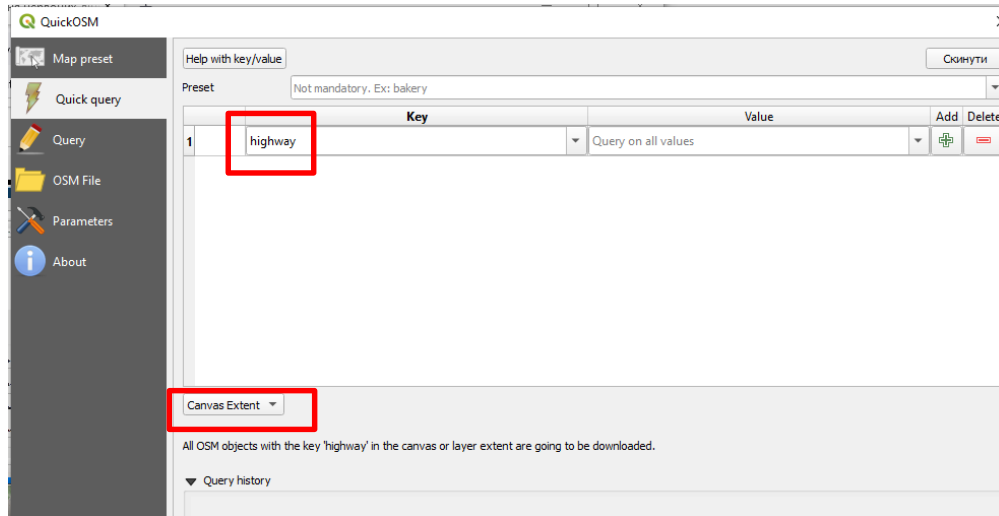 QuickOSM
Map preset
Quick query
Query
OSM File
Parameters
About
Help with key/value
Скинути
Preset
Not mandatory. Ex: bakery
Key Value Add Delete
1 highway Query on all values
Canvas Extent
All OSM objects with the key 'highway' in the canvas or layer extent are going to be downloaded.
Query history